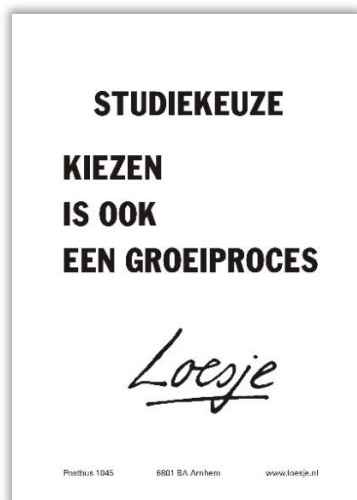 STUDIEKEUZE
KIEZEN
IS OOK
EEN GROEIPROCES
Loesje
Postbus 1045 6801 BA Arnhem www.loesje.nl